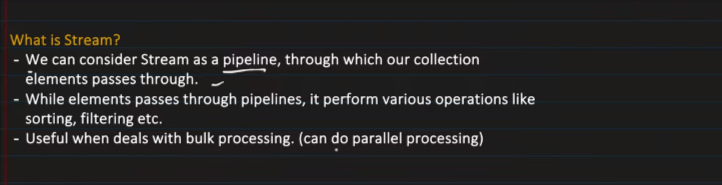 What is Stream?
- We can consider Stream as a pipeline, through which our collection
elements passes through.
- While elements passes through pipelines, it perform various operations like
sorting, filtering etc.
- Useful when deals with bulk processing. (can do parallel processing)